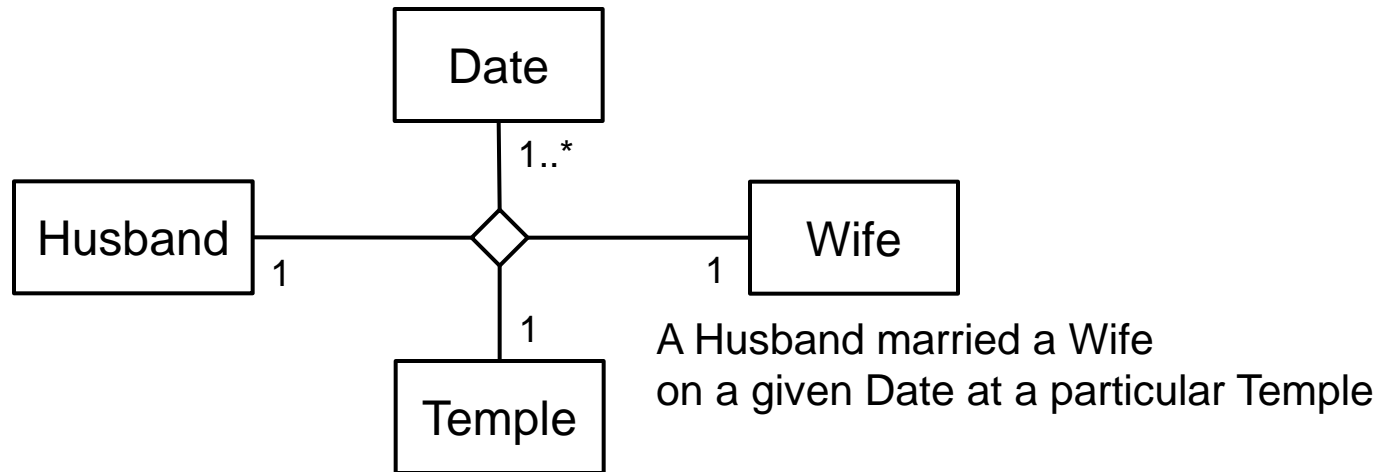 Date
1..*
Husband
Wife
1
1
1
A Husband married a Wife
on a given Date at a particular Temple
Temple